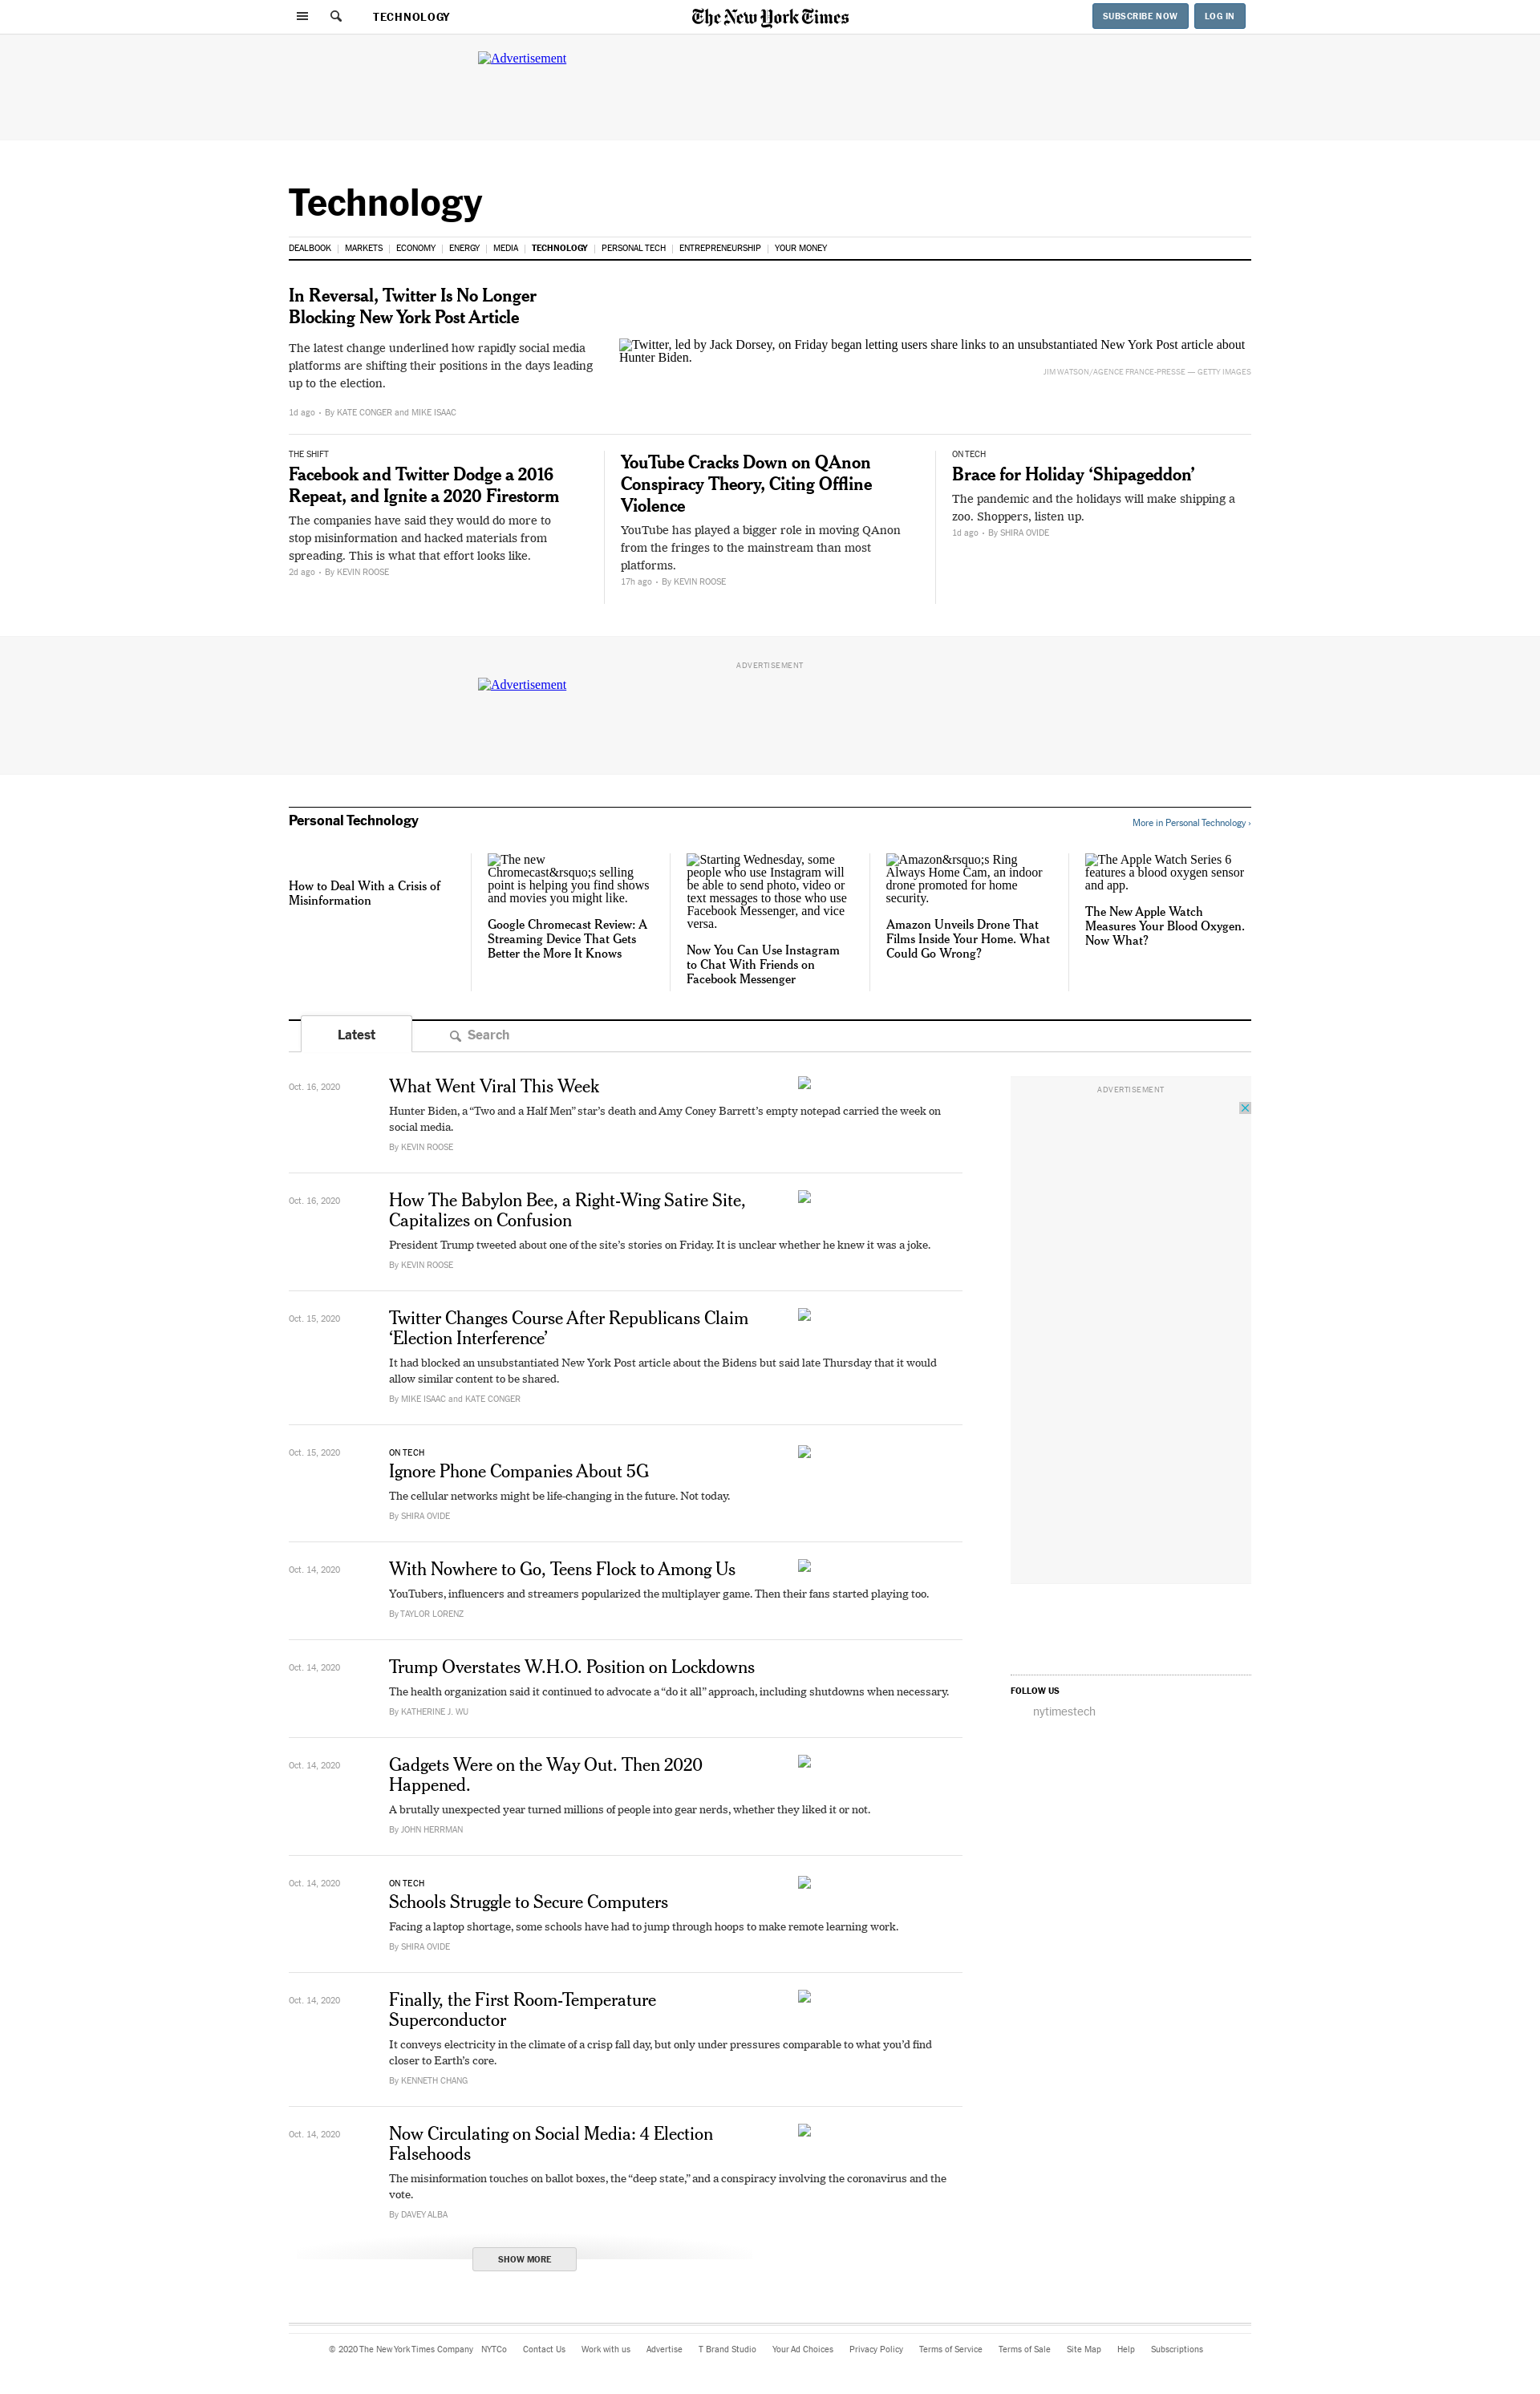 TECHNOLOGY
The New York Times
SUBSCRIBE NOW
LOG IN
Advertisement
Technology
DEALBOOK | MARKETS | ECONOMY | ENERGY | MEDIA | TECHNOLOGY | PERSONAL TECH | ENTREPRENEURSHIP | YOUR MONEY
In Reversal, Twitter Is No Longer
Blocking New York Post Article
The latest change underlined how rapidly social media
platforms are shifting their positions in the days leading
up to the election.
1d ago • By KATE CONGER and MIKE ISAAC
Twitter, led by Jack Dorsey, on Friday began letting users share links to an unsubstantiated New York Post article about
Hunter Biden.
JIM WATSON/AGENCE FRANCE-PRESSE — GETTY IMAGES
THE SHIFT
Facebook and Twitter Dodge a 2016
Repeat, and Ignite a 2020 Firestorm
The companies have said they would do more to
stop misinformation and hacked materials from
spreading. This is what that effort looks like.
2d ago • By KEVIN ROOSE
YouTube Cracks Down on QAnon
Conspiracy Theory, Citing Offline
Violence
YouTube has played a bigger role in moving QAnon
from the fringes to the mainstream than most
platforms.
17h ago • By KEVIN ROOSE
ON TECH
Brace for Holiday ‘Shipageddon’
The pandemic and the holidays will make shipping a
zoo. Shoppers, listen up.
1d ago • By SHIRA OVIDE
ADVERTISEMENT
Advertisement
Personal Technology
More in Personal Technology ›
How to Deal With a Crisis of
Misinformation
The new
Chromecast&rsquo;s selling
point is helping you find shows
and movies you might like.
Google Chromecast Review: A
Streaming Device That Gets
Better the More It Knows
Starting Wednesday, some
people who use Instagram will
be able to send photo, video or
text messages to those who use
Facebook Messenger, and vice
versa.
Now You Can Use Instagram
to Chat With Friends on
Facebook Messenger
Amazon&rsquo;s Ring
Always Home Cam, an indoor
drone promoted for home
security.
Amazon Unveils Drone That
Films Inside Your Home. What
Could Go Wrong?
The Apple Watch Series 6
features a blood oxygen sensor
and app.
The New Apple Watch
Measures Your Blood Oxygen.
Now What?
Latest
Search
Oct. 16, 2020
What Went Viral This Week
Hunter Biden, a “Two and a Half Men” star’s death and Amy Coney Barrett’s empty notepad carried the week on
social media.
By KEVIN ROOSE
Oct. 16, 2020
How The Babylon Bee, a Right-Wing Satire Site,
Capitalizes on Confusion
President Trump tweeted about one of the site’s stories on Friday. It is unclear whether he knew it was a joke.
By KEVIN ROOSE
Oct. 15, 2020
Twitter Changes Course After Republicans Claim
‘Election Interference’
It had blocked an unsubstantiated New York Post article about the Bidens but said late Thursday that it would
allow similar content to be shared.
By MIKE ISAAC and KATE CONGER
Oct. 15, 2020
ON TECH
Ignore Phone Companies About 5G
The cellular networks might be life-changing in the future. Not today.
By SHIRA OVIDE
Oct. 14, 2020
With Nowhere to Go, Teens Flock to Among Us
YouTubers, influencers and streamers popularized the multiplayer game. Then their fans started playing too.
By TAYLOR LORENZ
Oct. 14, 2020
Trump Overstates W.H.O. Position on Lockdowns
The health organization said it continued to advocate a “do it all” approach, including shutdowns when necessary.
By KATHERINE J. WU
Oct. 14, 2020
Gadgets Were on the Way Out. Then 2020
Happened.
A brutally unexpected year turned millions of people into gear nerds, whether they liked it or not.
By JOHN HERRMAN
Oct. 14, 2020
ON TECH
Schools Struggle to Secure Computers
Facing a laptop shortage, some schools have had to jump through hoops to make remote learning work.
By SHIRA OVIDE
Oct. 14, 2020
Finally, the First Room-Temperature
Superconductor
It conveys electricity in the climate of a crisp fall day, but only under pressures comparable to what you’d find
closer to Earth’s core.
By KENNETH CHANG
Oct. 14, 2020
Now Circulating on Social Media: 4 Election
Falsehoods
The misinformation touches on ballot boxes, the “deep state,” and a conspiracy involving the coronavirus and the
vote.
By DAVEY ALBA
SHOW MORE
ADVERTISEMENT
FOLLOW US
nytimestech
© 2020 The New York Times Company NYTCo Contact Us Work with us Advertise T Brand Studio Your Ad Choices Privacy Policy Terms of Service Terms of Sale Site Map Help Subscriptions